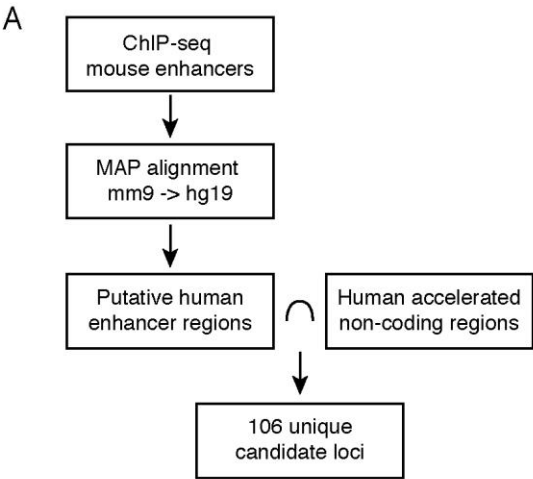 A
ChIP-seq
mouse enhancers
MAP alignment
mm9 -> hg19
Putative human
enhancer regions
∩
Human accelerated
non-coding regions
106 unique
candidate loci